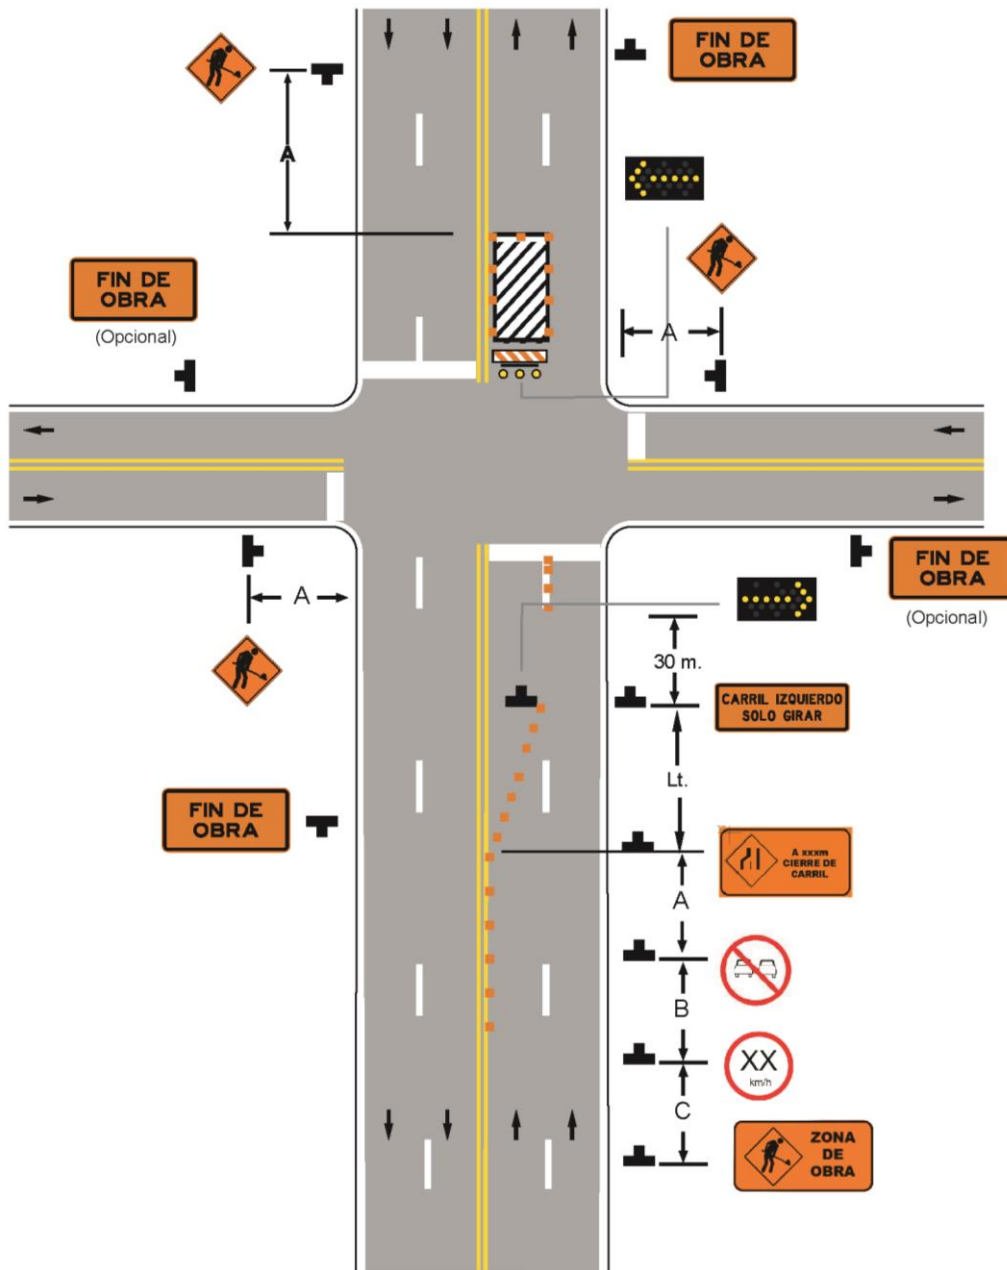 FIN DE
OBRA
A
FIN DE
OBRA
(Opcional)
A
FIN DE
OBRA
(Opcional)
A
30 m.
CARRIL IZQUIERDO
SOLO GIRAR
Lt.
FIN DE
OBRA
A xxxm
CIERRE DE
CARRIL
A
B
XX
km/h
C
ZONA
DE
OBRA